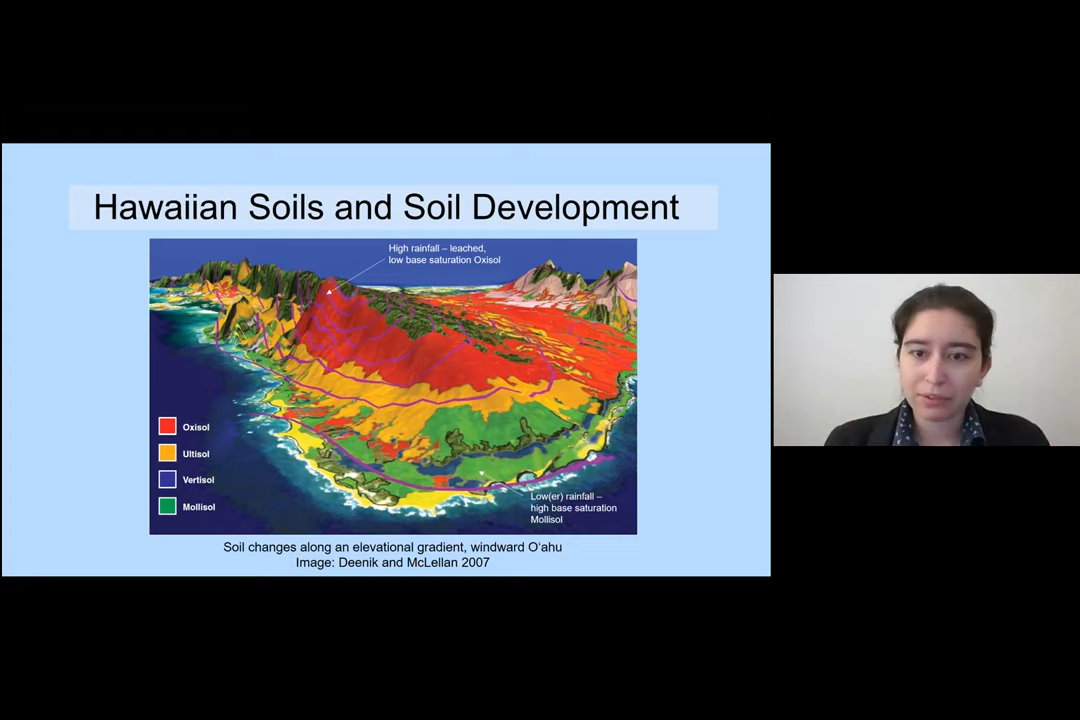 Hawaiian Soils and Soil Development
High rainfall – leached,
low base saturation Oxisol
Oxisol
Ultisol
Vertisol
Mollisol
Low(er) rainfall –
high base saturation
Mollisol
Soil changes along an elevational gradient, windward Oʻahu
Image: Deenik and McLellan 2007